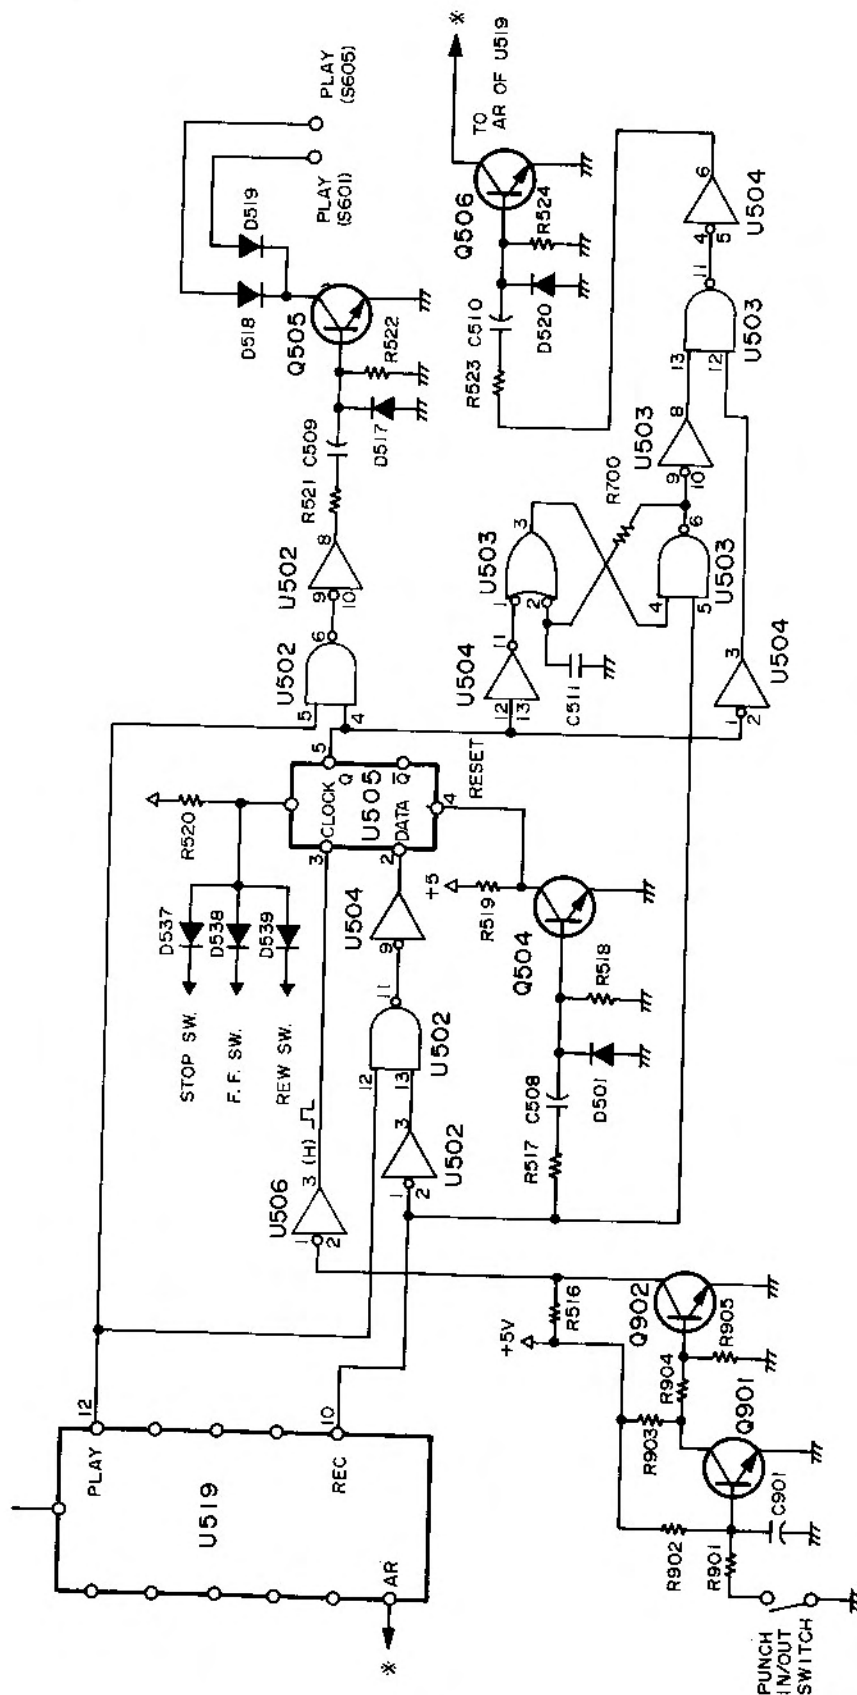 *
TO
AR OF U519
PLAY
(S605)
PLAY
(S601)
D519
D518
Q505
R522
D517
R521 C509
8
U502
9
10
6
U502
5
4
Q506
R524
D520
R523 C510
6
U504
4
5
11
U503
13
12
8
U503
9
10
R700
3
U503
1
2
6
U503
4
5
11
U504
12
13
C511
3
U504
1
2
R520
D537
D538
D539
STOP SW.
F. F. SW.
REW SW.
5
Q
Q
CLOCK
U505
DATA
3
2
4
RESET
U504
9
11
U502
12
13
3
U502
1
2
+5
R519
Q504
R518
D501
R517 C508
3 (H)
U506
1
2
+5V
R516
Q902
R905
R904
R903
Q901
C901
R902
R901
PUNCH
IN/OUT
SWITCH
12
PLAY
10
REC
U519
AR
*